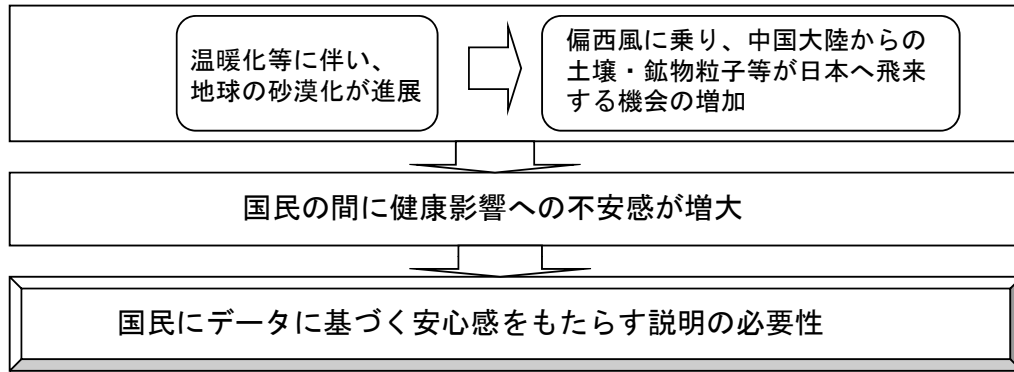 温暖化等に伴い、
地球の砂漠化が進展
偏西風に乗り、中国大陸からの
土壌・鉱物粒子等が日本へ飛来
する機会の増加
国民の間に健康影響への不安感が増大
国民にデータに基づく安心感をもたらす説明の必要性